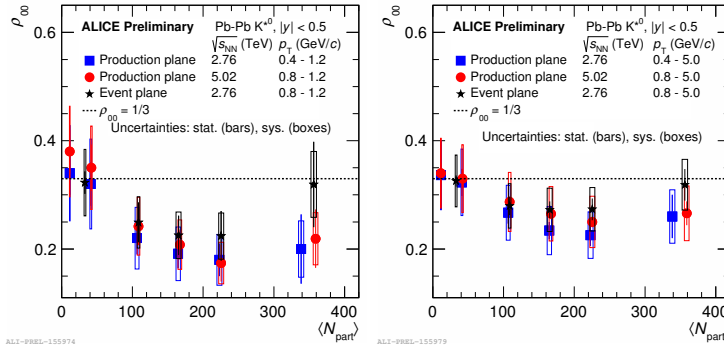 ρ00
ALICE Preliminary
Pb-Pb K*0, |y| < 0.5
√sNN (TeV) pT (GeV/c)
Production plane 2.76 0.4 - 1.2
Production plane 5.02 0.8 - 1.2
Event plane 2.76 0.8 - 1.2
ρ00 = 1/3
Uncertainties: stat. (bars), sys. (boxes)
0.6
0.4
0.2
0 100 200 300 400
⟨Npart⟩
ALI-PREL-155974
ρ00
ALICE Preliminary
Pb-Pb K*0, |y| < 0.5
√sNN (TeV) pT (GeV/c)
Production plane 2.76 0.4 - 5.0
Production plane 5.02 0.8 - 5.0
Event plane 2.76 0.8 - 5.0
ρ00 = 1/3
Uncertainties: stat. (bars), sys. (boxes)
0.6
0.4
0.2
0 100 200 300 400
⟨Npart⟩
ALI-PREL-155979